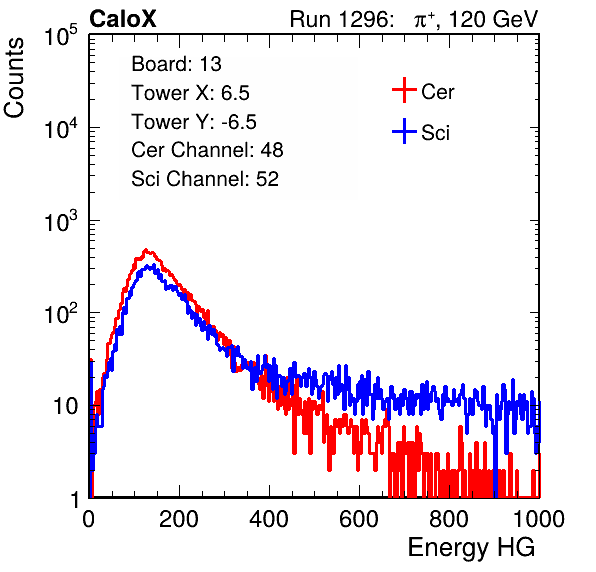 CaloX Run 1296: π⁺, 120 GeV
Counts
Board: 13
Tower X: 6.5
Tower Y: -6.5
Cer Channel: 48
Sci Channel: 52
Cer
Sci
10⁵
10⁴
10³
10²
10
1
0 200 400 600 800 1000
Energy HG